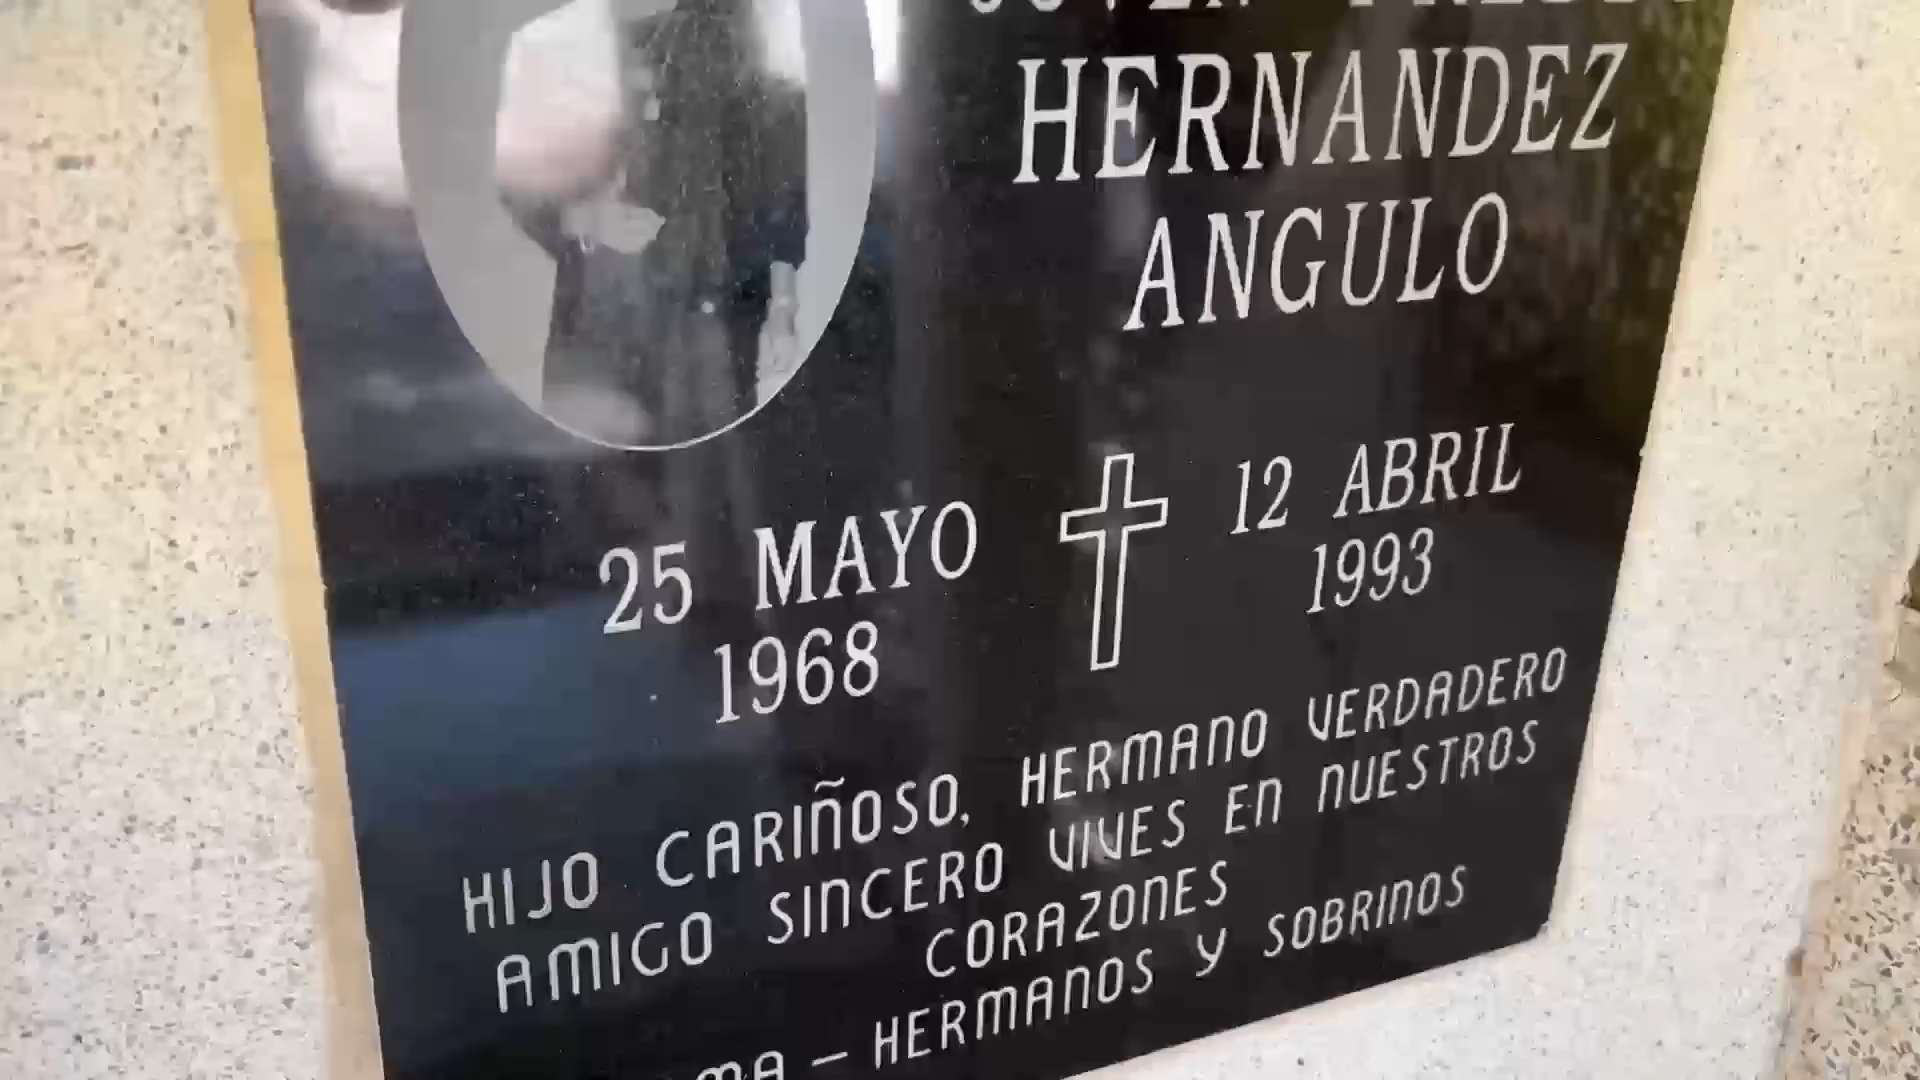 HERNANDEZ
ANGULO
25 MAYO
1968
12 ABRIL
1993
HIJO CARIÑOSO, HERMANO VERDADERO
AMIGO SINCERO VIVES EN NUESTROS
CORAZONES
— HERMANOS Y SOBRINOS